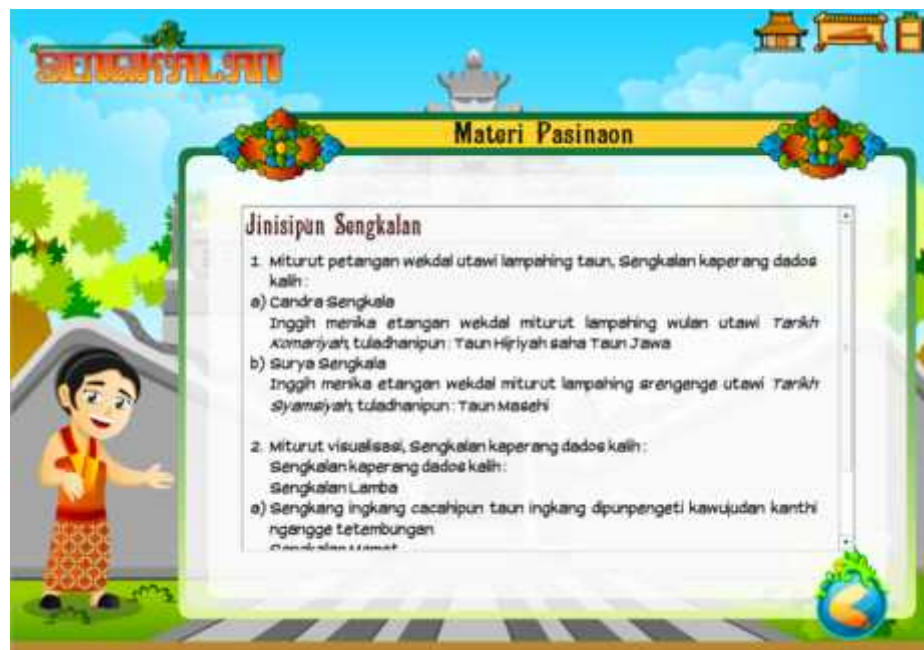 SENGKALAN
Materi Pasinaon
Jinisipun Sengkalan
1. Miturut petangan wekdal utawi lampahing taun, Sengkalan kaperang dados
kalih :
a) Candra Sengkala
Inggih menika etangan wekdal miturut lampahing wulan utawi Tarikh
Komariyah, tuladhanipun : Taun Hijriyah saha Taun Jawa
b) Surya Sengkala
Inggih menika etangan wekdal miturut lampahing srengenge utawi Tarikh
Syamsiyah, tuladhanipun : Taun Masehi
2. Miturut visualisasi, Sengkalan kaperang dados kalih :
Sengkalan kaperang dados kalih :
Sengkalan Lamba
a) Sengkang ingkang cacahipun taun ingkang dipunpengeti kawujudan kanthi
ngangge tetembungan
Sengkalan Memet